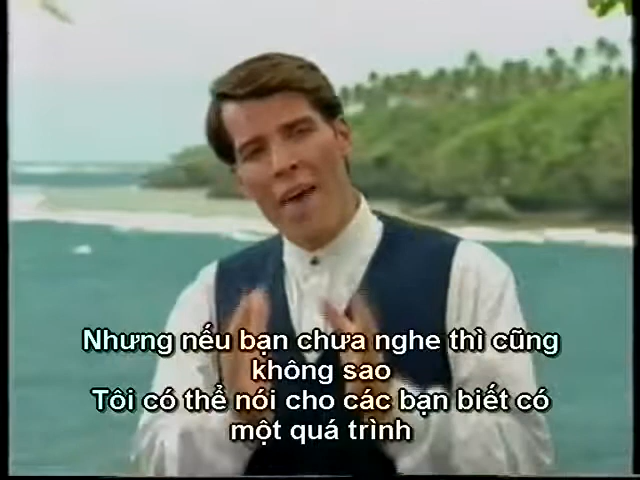 Nhưng nếu bạn chưa nghe thì cũng
không sao
Tôi có thể nói cho các bạn biết có
một quá trình